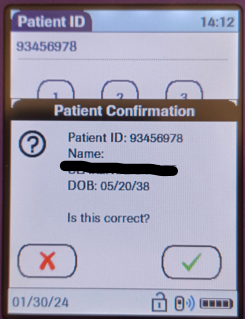 Patient ID 14:12
93456978
1 2 3
Patient Confirmation
Patient ID: 93456978
Name:
DOB: 05/20/38
Is this correct?
01/30/24